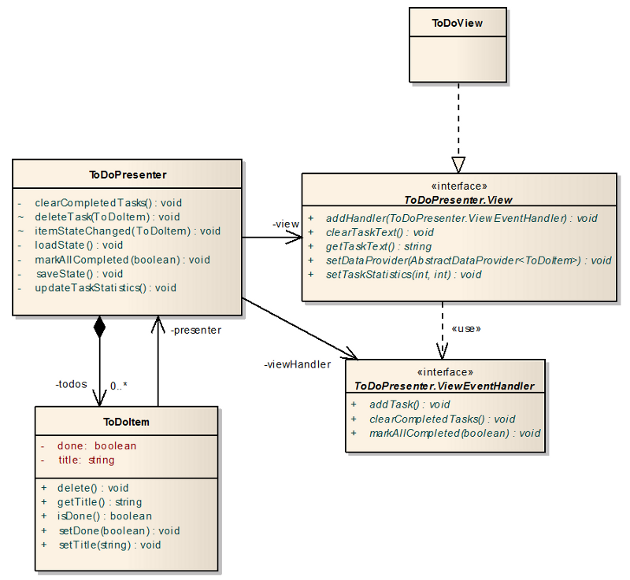 ToDoView
ToDoPresenter
- clearCompletedTasks() : void
~ deleteTask(ToDoItem) : void
~ itemStateChanged(ToDoItem) : void
- loadState() : void
- markAllCompleted(boolean) : void
- saveState() : void
- updateTaskStatistics() : void
-view
«interface»
ToDoPresenter.View
+ addHandler(ToDoPresenter.ViewEventHandler) : void
+ clearTaskText() : void
+ getTaskText() : string
+ setDataProvider(AbstractDataProvider<ToDoItem>) : void
+ setTaskStatistics(int, int) : void
«use»
-presenter
-viewHandler
-todos
0..*
«interface»
ToDoPresenter.ViewEventHandler
+ addTask() : void
+ clearCompletedTasks() : void
+ markAllCompleted(boolean) : void
ToDoItem
- done: boolean
- title: string
+ delete() : void
+ getTitle() : string
+ isDone() : boolean
+ setDone(boolean) : void
+ setTitle(string) : void